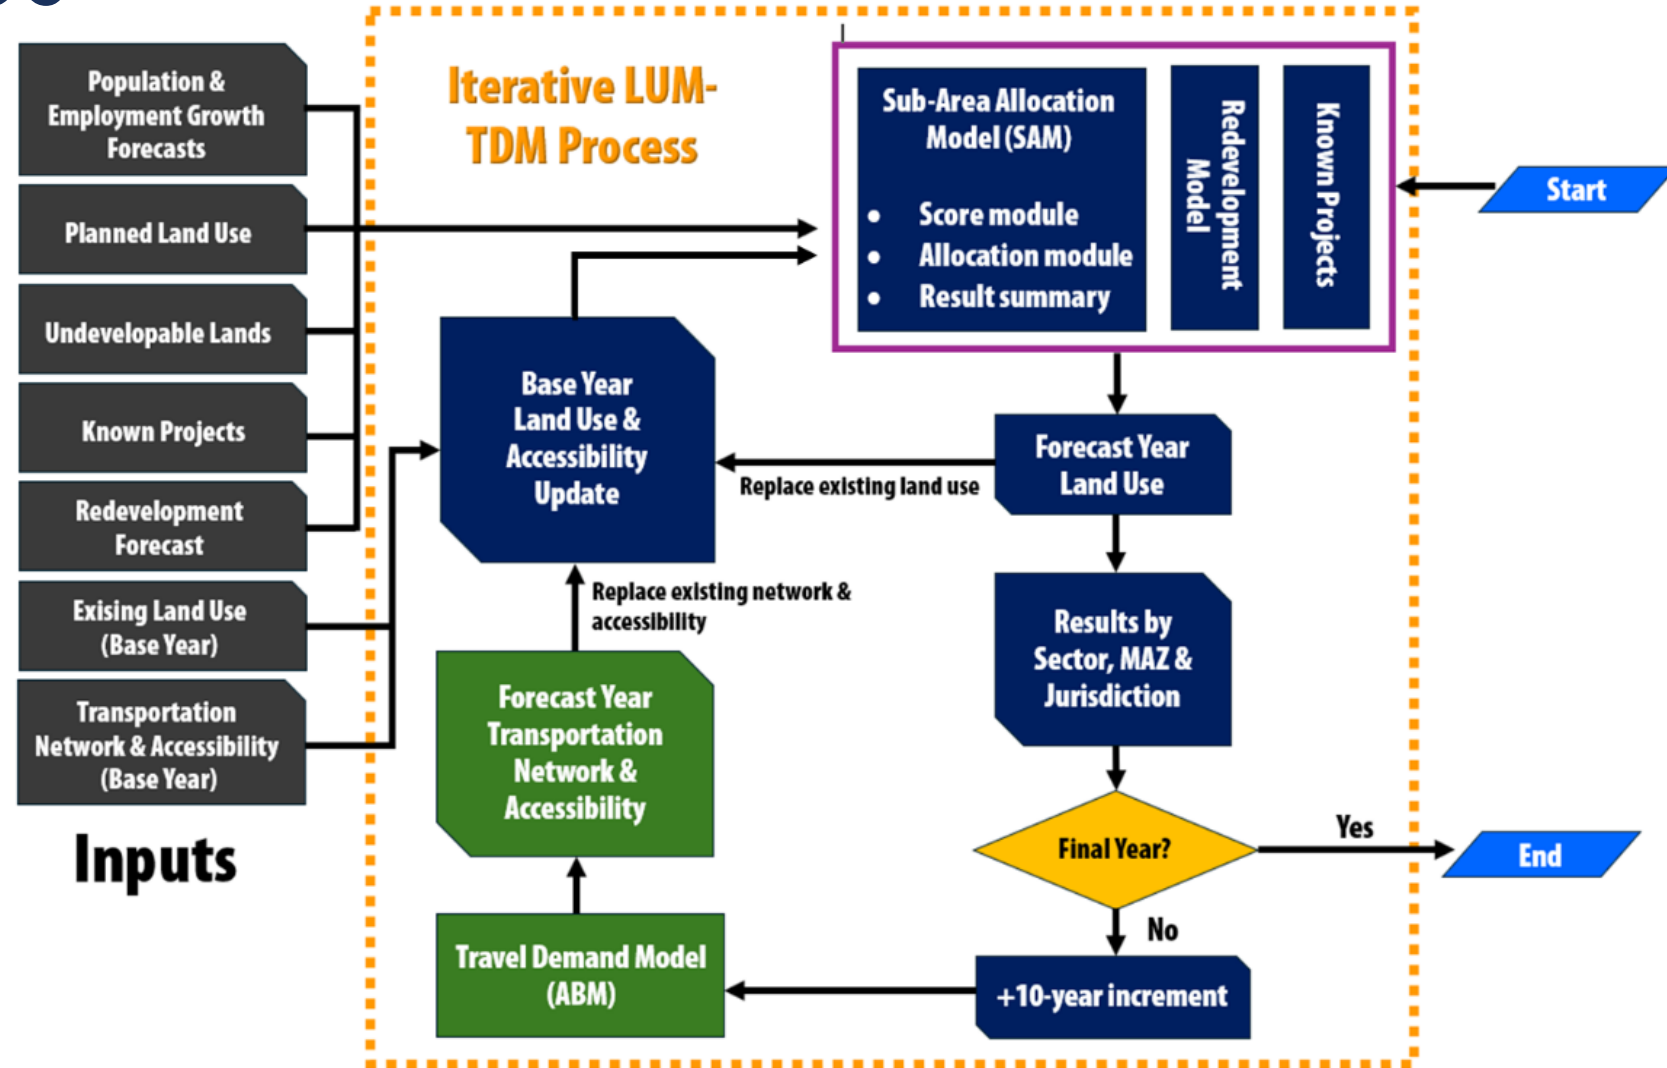 Population &
Employment Growth
Forecasts
Planned Land Use
Undevelopable Lands
Known Projects
Redevelopment
Forecast
Exising Land Use
(Base Year)
Transportation
Network & Accessibility
(Base Year)
Inputs
Iterative LUM-
TDM Process
Sub-Area Allocation
Model (SAM)
• Score module
• Allocation module
• Result summary
Redevelopment
Model
Known Projects
Start
Base Year
Land Use &
Accessibility
Update
Replace existing land use
Forecast Year
Land Use
Replace existing network &
accessibility
Results by
Sector, MAZ &
Jurisdiction
Forecast Year
Transportation
Network &
Accessibility
Final Year?
Yes
End
No
Travel Demand Model
(ABM)
+10-year increment